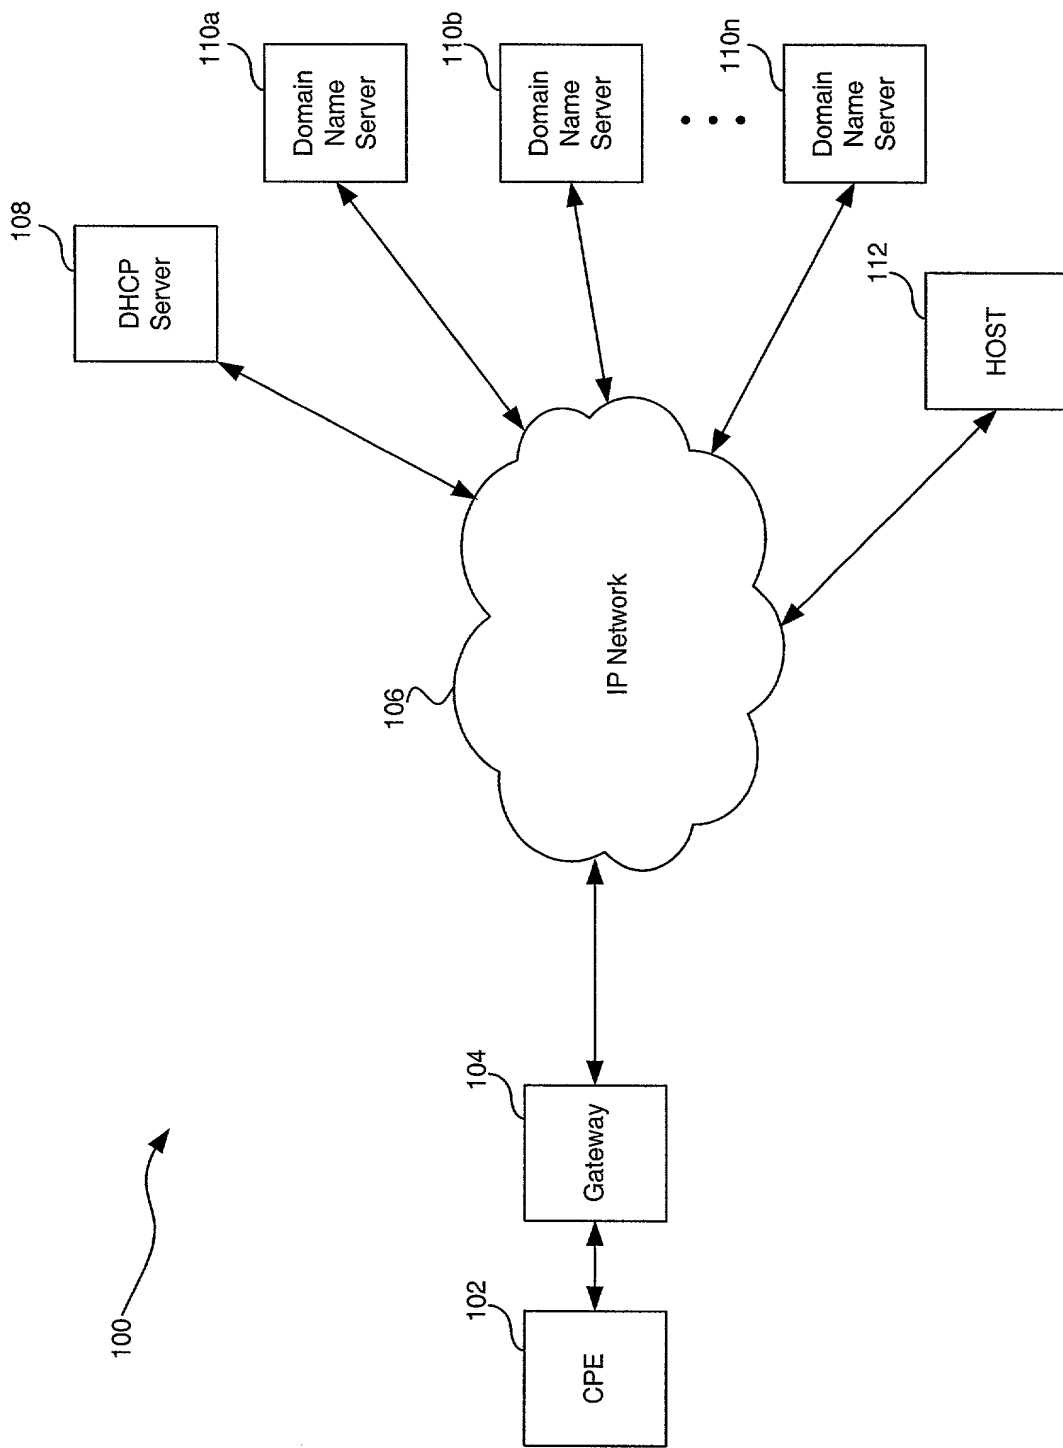 100
102
CPE
104
Gateway
106
IP Network
108
DHCP
Server
110a
Domain
Name
Server
110b
Domain
Name
Server
110n
Domain
Name
Server
112
HOST